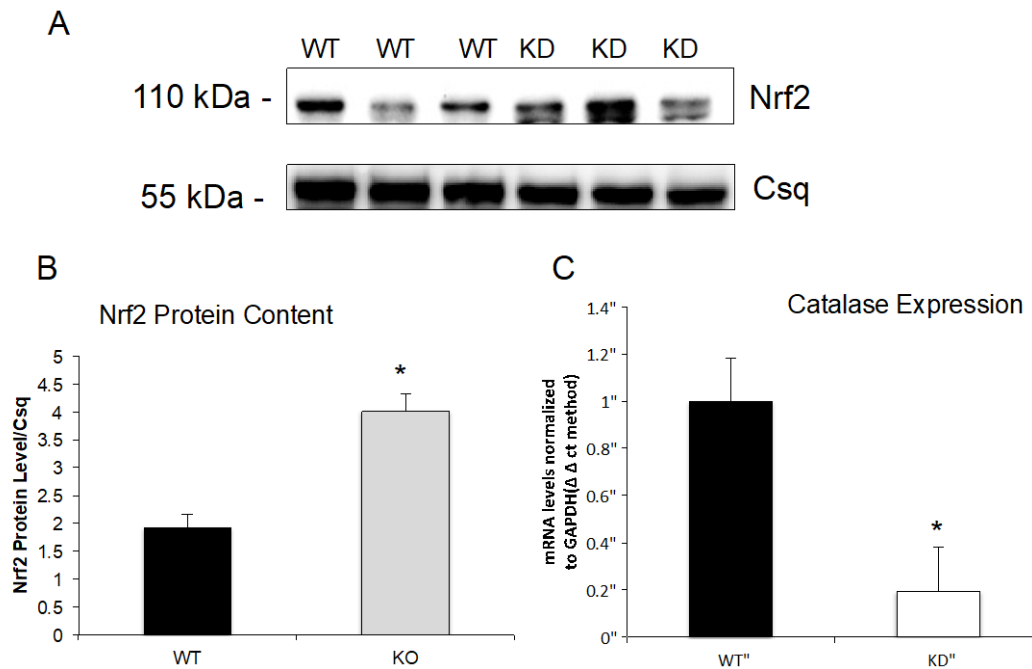 A
WT WT WT KD KD KD
110 kDa - Nrf2
55 kDa - Csq
B
Nrf2 Protein Content
Nrf2 Protein Level/Csq
5
4.5
4
3.5
3
2.5
2
1.5
1
0.5
0
*
WT KO
C
Catalase Expression
mRNA levels normalized
to GAPDH(Δ Δ ct method)
1.4"
1.2"
1"
0.8"
0.6"
0.4"
0.2"
0"
*
WT" KD"